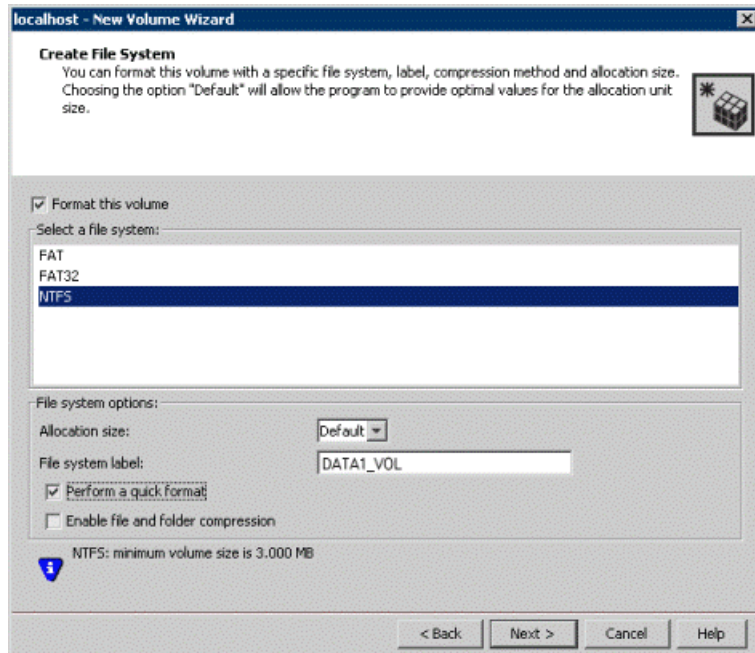 localhost - New Volume Wizard
Create File System
You can format this volume with a specific file system, label, compression method and allocation size.
Choosing the option "Default" will allow the program to provide optimal values for the allocation unit
size.
Format this volume
Select a file system:
FAT
FAT32
NTFS
File system options:
Allocation size:
Default
File system label:
DATA1_VOL
Perform a quick format
Enable file and folder compression
NTFS: minimum volume size is 3.000 MB
< Back
Next >
Cancel
Help